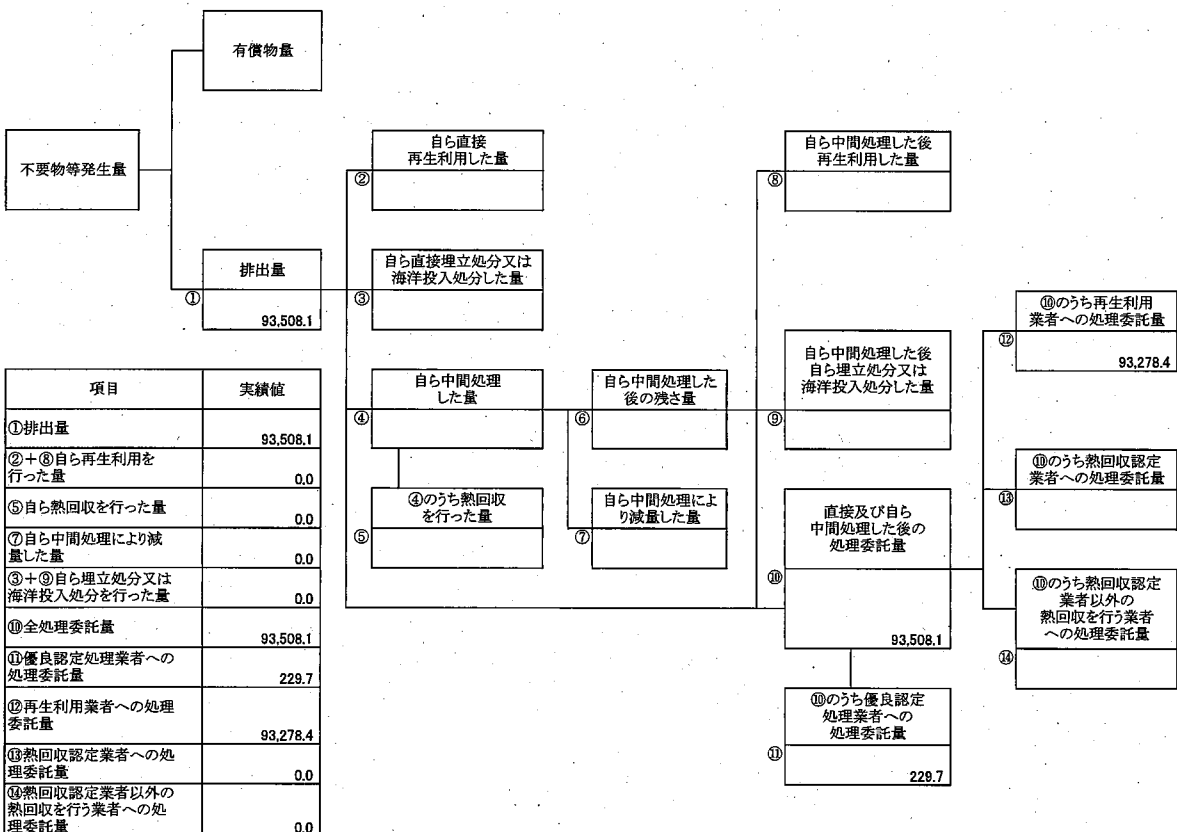 有償物量
不要物等発生量
自ら直接
再生利用した量
②
自ら中間処理した後
再生利用した量
⑧
排出量
①
93,508.1
自ら直接埋立処分又は
海洋投入処分した量
③
⑩のうち再生利用
業者への処理委託量
⑫
93,278.4
自ら中間処理
した量
④
自ら中間処理した
後の残さ量
⑥
自ら中間処理した後
自ら埋立処分又は
海洋投入処分した量
⑨
⑩のうち熱回収認定
業者への処理委託量
⑬
④のうち熱回収
を行った量
⑤
自ら中間処理によ
り減量した量
⑦
直接及び自ら
中間処理した後の
処理委託量
⑩
93,508.1
⑩のうち熱回収認定
業者以外の
熱回収を行う業者
への処理委託量
⑭
⑩のうち優良認定
処理業者への
処理委託量
⑪
229.7
項目 実績値
①排出量
93,508.1
②+⑧自ら再生利用を
行った量 0.0
⑤自ら熱回収を行った量
0.0
⑦自ら中間処理により減
量した量 0.0
③+⑨自ら埋立処分又は
海洋投入処分を行った量 0.0
⑩全処理委託量
93,508.1
⑪優良認定処理業者への
処理委託量 229.7
⑫再生利用業者への処理
委託量
93,278.4
⑬熱回収認定業者への処
理委託量 0.0
⑭熱回収認定業者以外の
熱回収を行う業者への処
理委託量 0.0